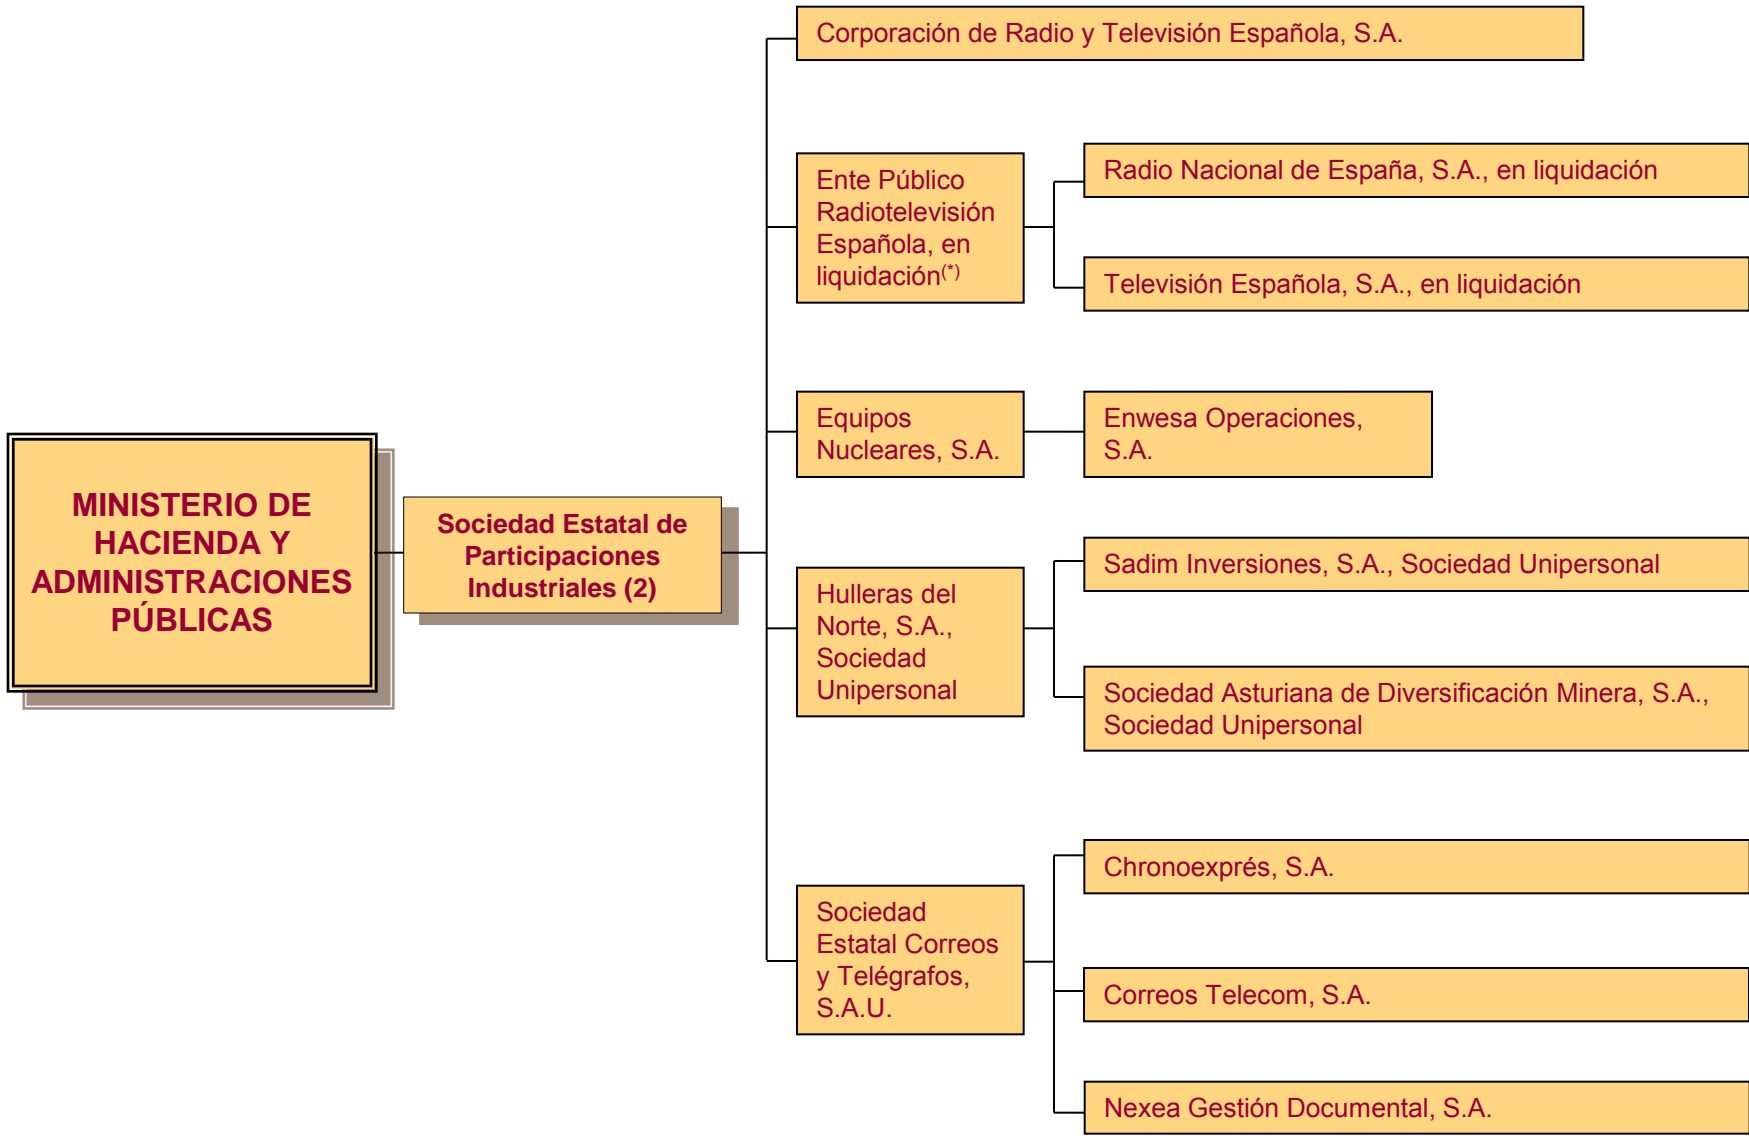 MINISTERIO DE
HACIENDA Y
ADMINISTRACIONES
PÚBLICAS
Sociedad Estatal de
Participaciones
Industriales (2)
Corporación de Radio y Televisión Española, S.A.
Ente Público
Radiotelevisión
Española, en
liquidación(*)
Radio Nacional de España, S.A., en liquidación
Televisión Española, S.A., en liquidación
Equipos
Nucleares, S.A.
Enwesa Operaciones,
S.A.
Hulleras del
Norte, S.A.,
Sociedad
Unipersonal
Sadim Inversiones, S.A., Sociedad Unipersonal
Sociedad Asturiana de Diversificación Minera, S.A.,
Sociedad Unipersonal
Sociedad
Estatal Correos
y Telégrafos,
S.A.U.
Chronoexprés, S.A.
Correos Telecom, S.A.
Nexea Gestión Documental, S.A.